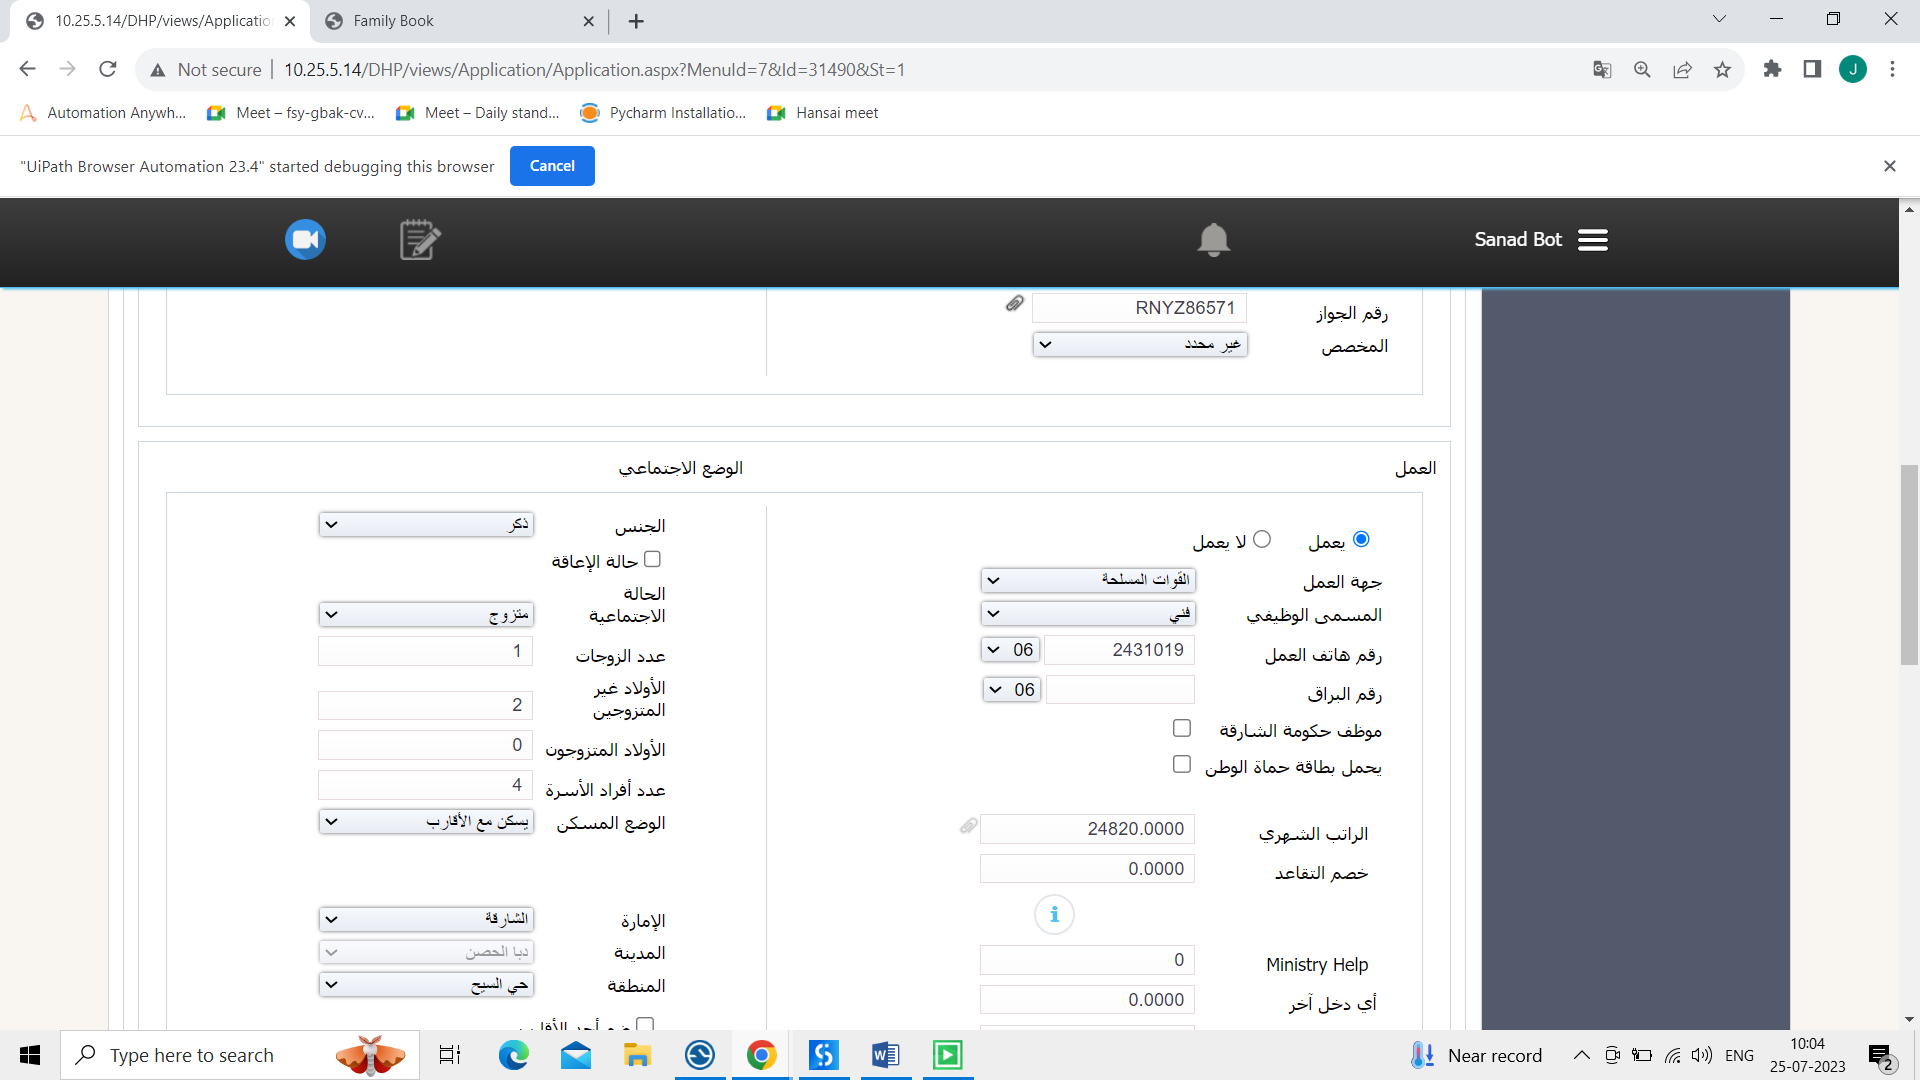 10.25.5.14/DHP/views/Applicatio
Family Book
Not secure
10.25.5.14/DHP/views/Application/Application.aspx?MenuId=7&Id=31490&St=1
J
Automation Anywh...
Meet – fsy-gbak-cv...
Meet – Daily stand...
Pycharm Installatio...
Hansai meet
"UiPath Browser Automation 23.4" started debugging this browser
Cancel
Sanad Bot
رقم الجواز
RNYZ86571
المخصص
غير محدد
العمل
الوضع الاجتماعي
يعمل
لا يعمل
جهة العمل
القوات المسلحة
المسمى الوظيفي
فني
رقم هاتف العمل
2431019
06
رقم البراق
06
موظف حكومة الشارقة
يحمل بطاقة حماة الوطن
الراتب الشهري
24820.0000
خصم التقاعد
0.0000
i
Ministry Help
0
أي دخل آخر
0.0000
الجنس
ذكر
حالة الإعاقة
الحالة
الاجتماعية
متزوج
عدد الزوجات
1
الأولاد غير
المتزوجين
2
الأولاد المتزوجون
0
عدد أفراد الأسرة
4
الوضع المسكن
يسكن مع الأقارب
الإمارة
الشارقة
المدينة
دبا الحصن
المنطقة
حي السيح
Type here to search
Near record
ENG
10:04
25-07-2023
2